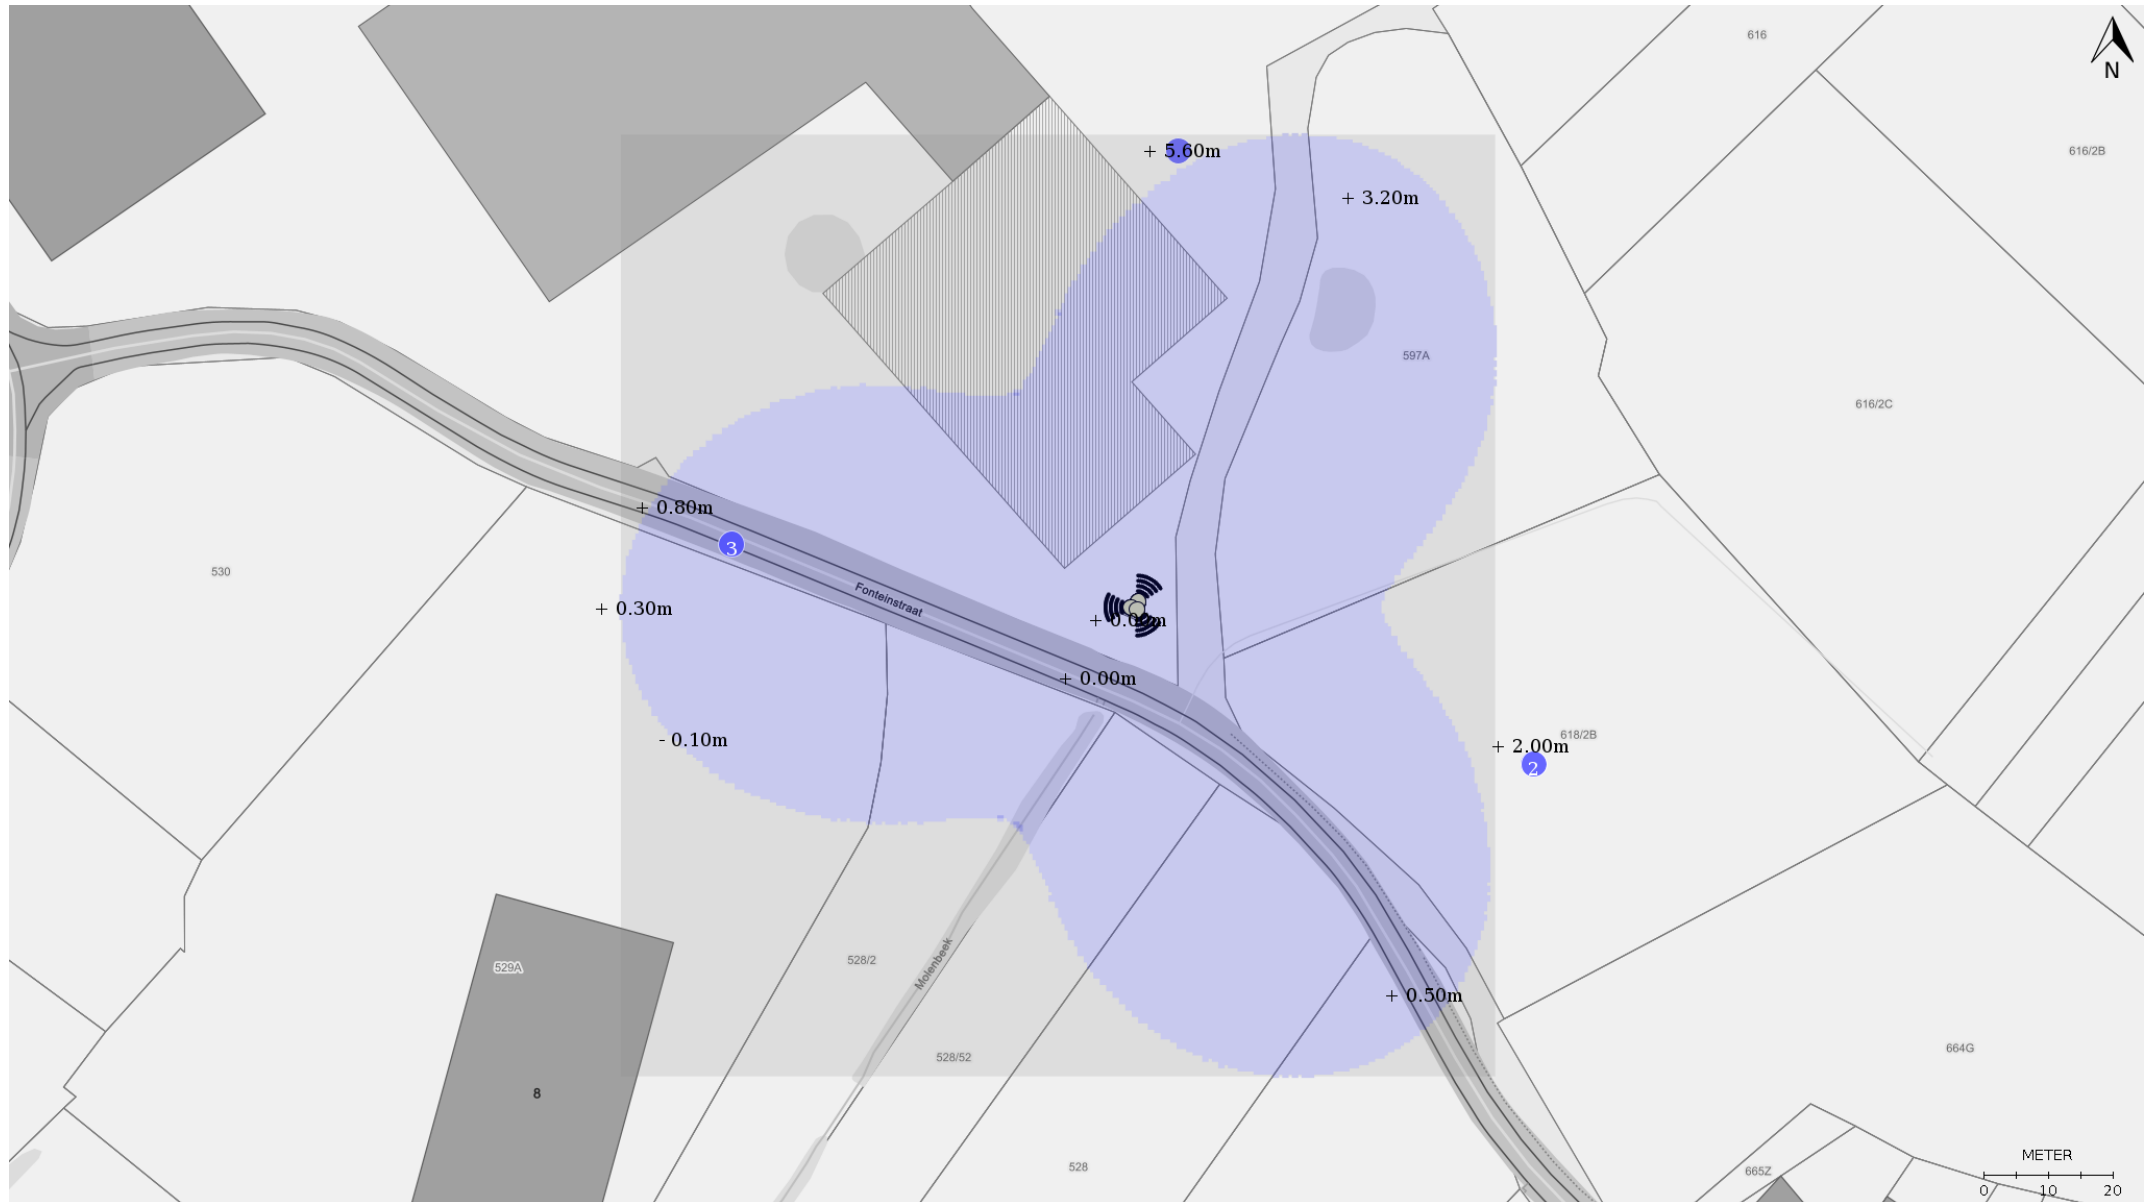 616
N
616/2B
+ 5.60m
+ 3.20m
597A
616/2C
+ 0.80m
3
530
Fonteinstraat
+ 0.30m
+ 0.00m
+ 0.00m
- 0.10m
618/2B
+ 2.00m
2
528/2
Molenbeek
529A
+ 0.50m
528/52
664G
8
METER
528
665Z
0 10 20